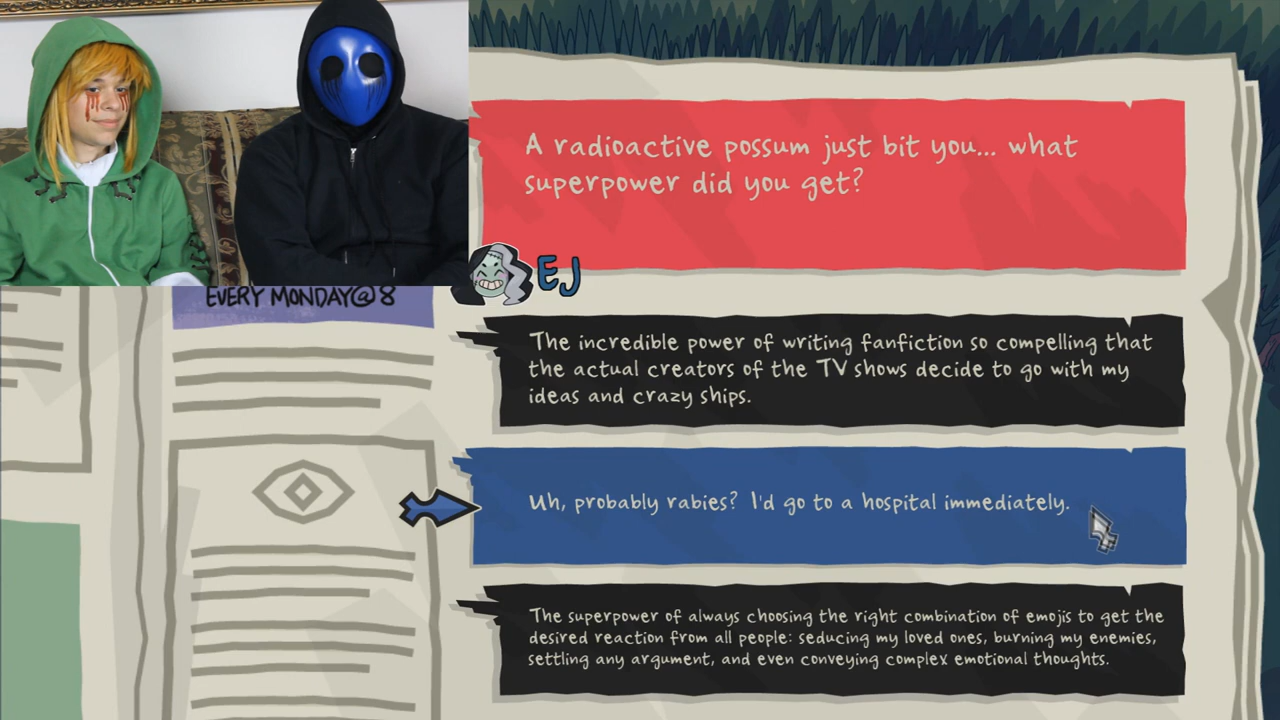 A radioactive possum just bit you... what
superpower did you get?
EJ
EVERY MONDAY@8
The incredible power of writing fanfiction so compelling that
the actual creators of the TV shows decide to go with my
ideas and crazy ships.
Uh, probably rabies? I'd go to a hospital immediately.
The superpower of always choosing the right combination of emojis to get the
desired reaction from all people: seducing my loved ones, burning my enemies,
settling any argument, and even conveying complex emotional thoughts.